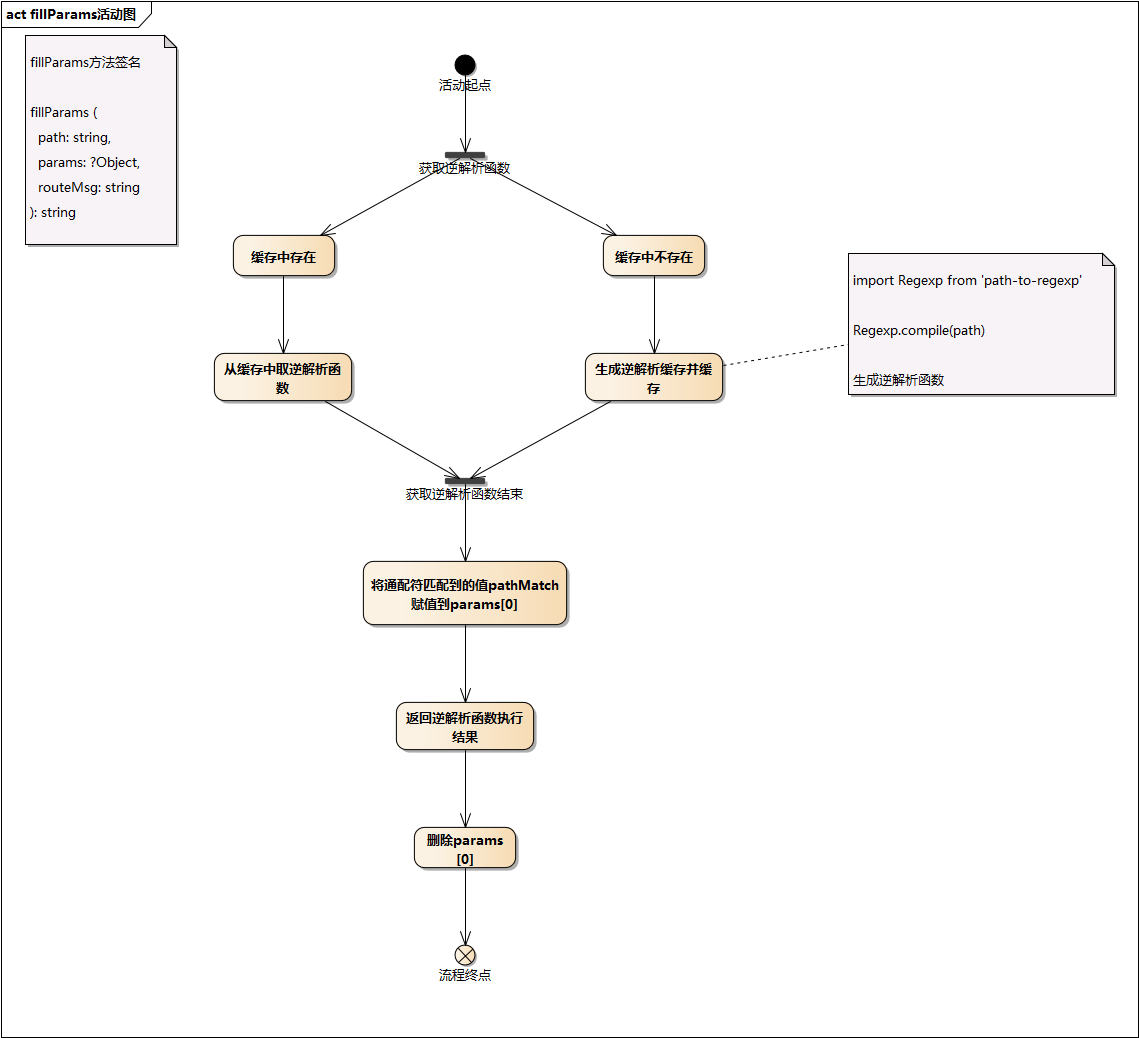 act fillParams活动图
fillParams方法签名
fillParams (
path: string,
params: ?Object,
routeMsg: string
): string
活动起点
获取逆解析函数
缓存中存在
缓存中不存在
import Regexp from 'path-to-regexp'
Regexp.compile(path)
生成逆解析函数
从缓存中取逆解析函
数
生成逆解析缓存并缓
存
获取逆解析函数结束
将通配符匹配到的值pathMatch
赋值到params[0]
返回逆解析函数执行
结果
删除params
[0]
流程终点